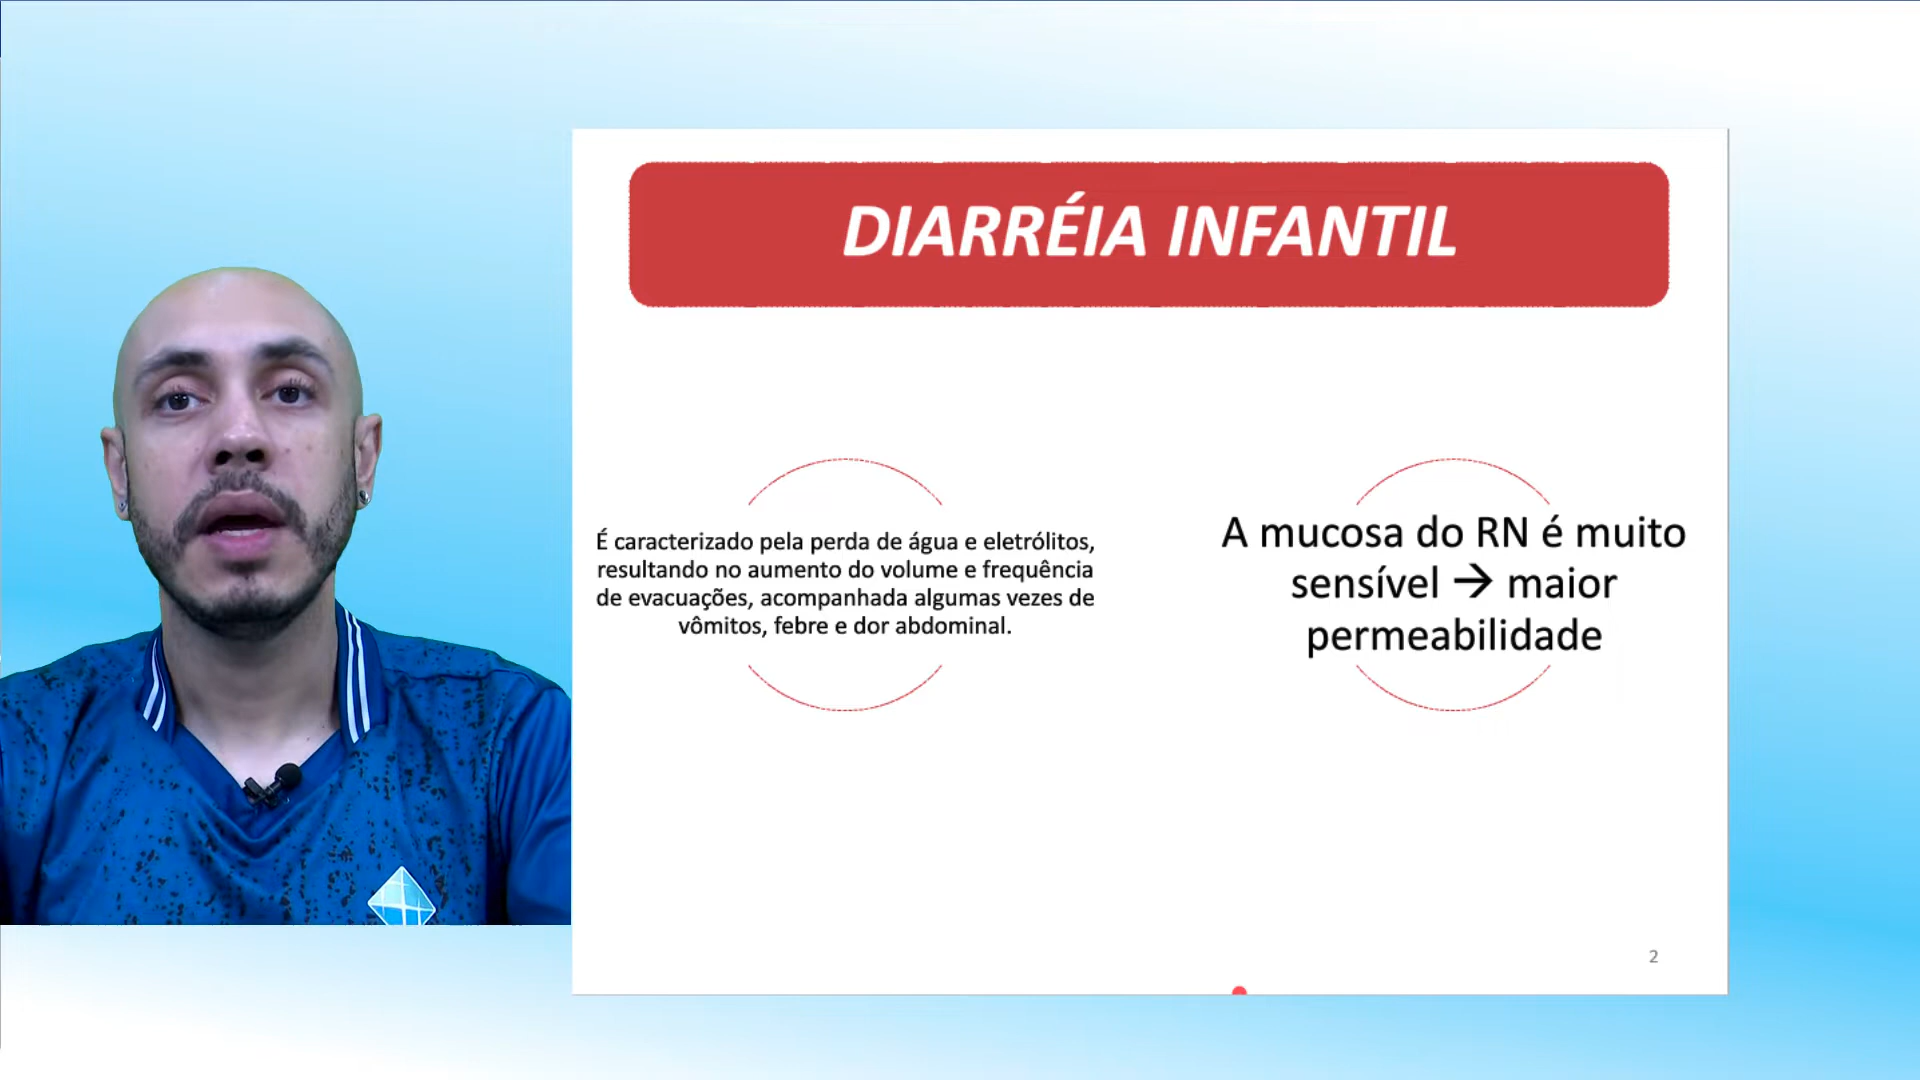 DIARRÉIA INFANTIL
É caracterizado pela perda de água e eletrólitos,
resultando no aumento do volume e frequência
de evacuações, acompanhada algumas vezes de
vômitos, febre e dor abdominal.
A mucosa do RN é muito
sensível → maior
permeabilidade
2